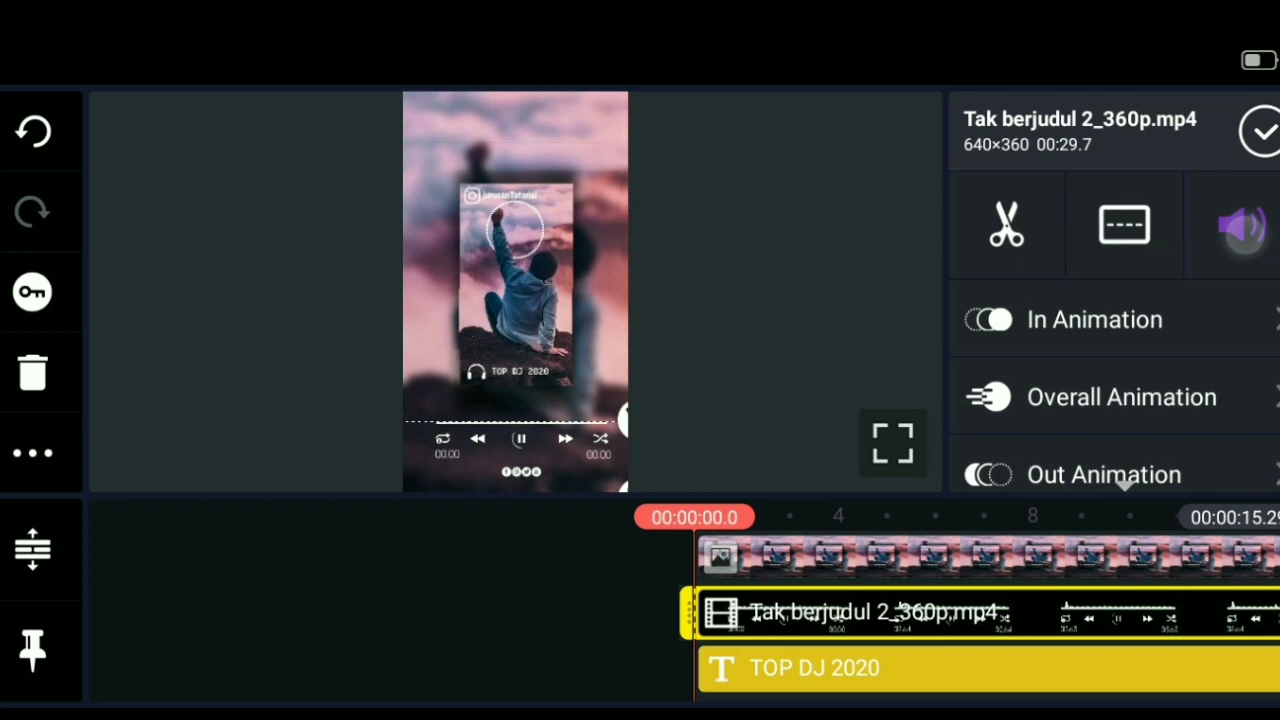 Tak berjudul 2_360p.mp4
640×360 00:29.7
In Animation
Overall Animation
Out Animation
jurusanTutorial
TOP DJ 2020
00:00
00:00
00:00:00.0
4
8
00:00:15.29
Tak berjudul 2_360p.mp4
TOP DJ 2020